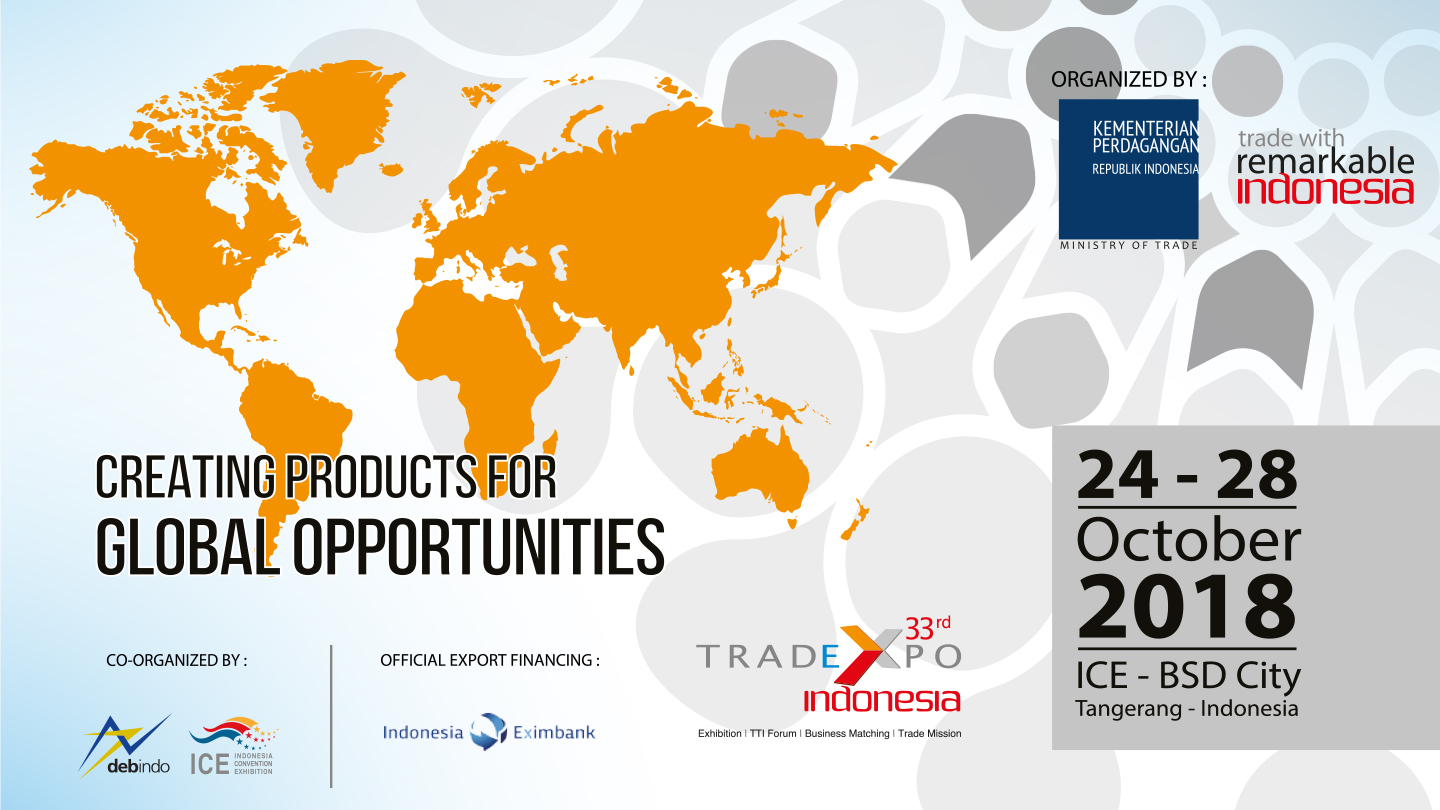 ORGANIZED BY :
KEMENTERIAN
PERDAGANGAN
REPUBLIK INDONESIA
MINISTRY OF TRADE
trade with
remarkable
indonesia
CREATING PRODUCTS FOR
GLOBAL OPPORTUNITIES
24 - 28
October
2018
ICE - BSD City
Tangerang - Indonesia
CO-ORGANIZED BY :
debindo
ICE
INDONESIA
CONVENTION
EXHIBITION
OFFICIAL EXPORT FINANCING :
Indonesia Eximbank
33rd
TRADEXPO
indonesia
Exhibition | TTI Forum | Business Matching | Trade Mission